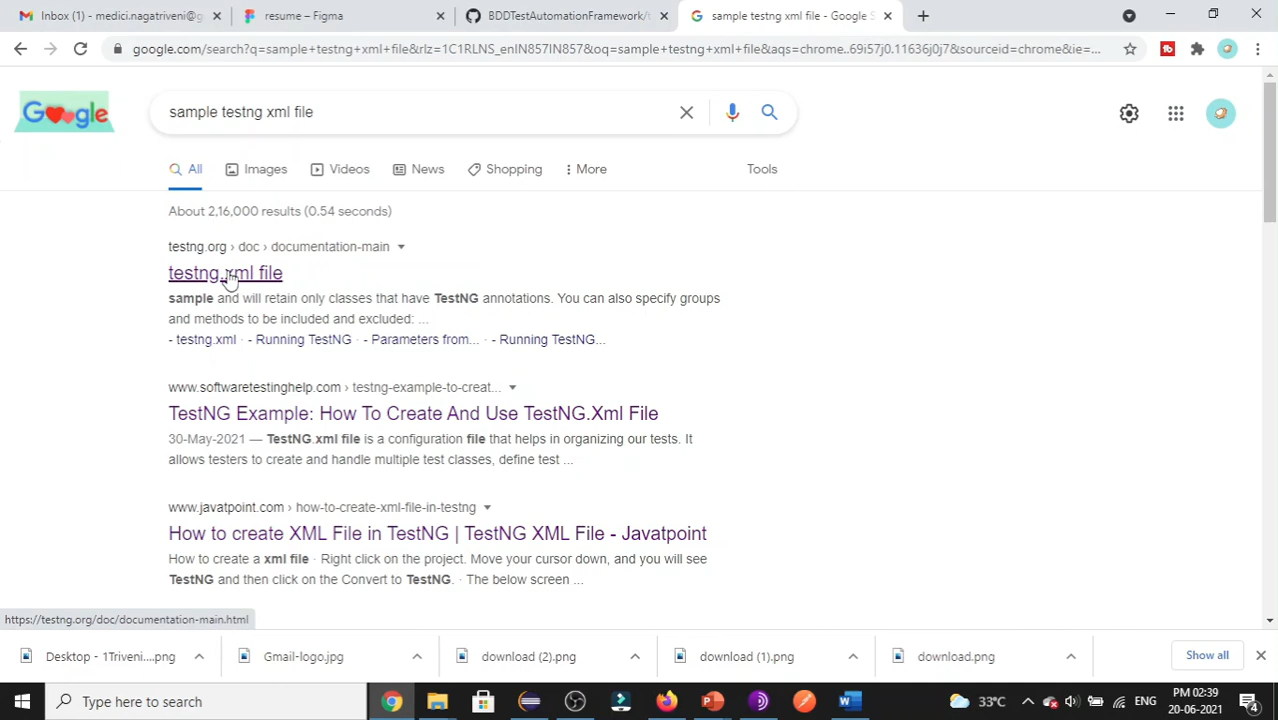 Inbox (1) - medici.nagatriveni@g
resume – Figma
BDDTestAutomationFramework/t
sample testng xml file - Google S
google.com/search?q=sample+testng+xml+file&rlz=1C1RLNS_enIN857IN857&oq=sample+testng+xml+file&aqs=chrome..69i57j0.11636j0j7&sourceid=chrome&ie=...
Google
sample testng xml file
All
Images
Videos
News
Shopping
More
Tools
About 2,16,000 results (0.54 seconds)
testng.org › doc › documentation-main
testng.xml file
sample and will retain only classes that have TestNG annotations. You can also specify groups
and methods to be included and excluded: ...
- testng.xml · - Running TestNG · - Parameters from... · - Running TestNG...
www.softwaretestinghelp.com › testng-example-to-creat...
TestNG Example: How To Create And Use TestNG.Xml File
30-May-2021 — TestNG.xml file is a configuration file that helps in organizing our tests. It
allows testers to create and handle multiple test classes, define test ...
www.javatpoint.com › how-to-create-xml-file-in-testng
How to create XML File in TestNG | TestNG XML File - Javatpoint
How to create a xml file · Right click on the project. Move your cursor down, and you will see
TestNG and then click on the Convert to TestNG. · The below screen ...
https://testng.org/doc/documentation-main.html
Desktop - 1Triveni....png
Gmail-logo.jpg
download (2).png
download (1).png
download.png
Show all
Type here to search
33°C
ENG
PM 02:39
20-06-2021
4